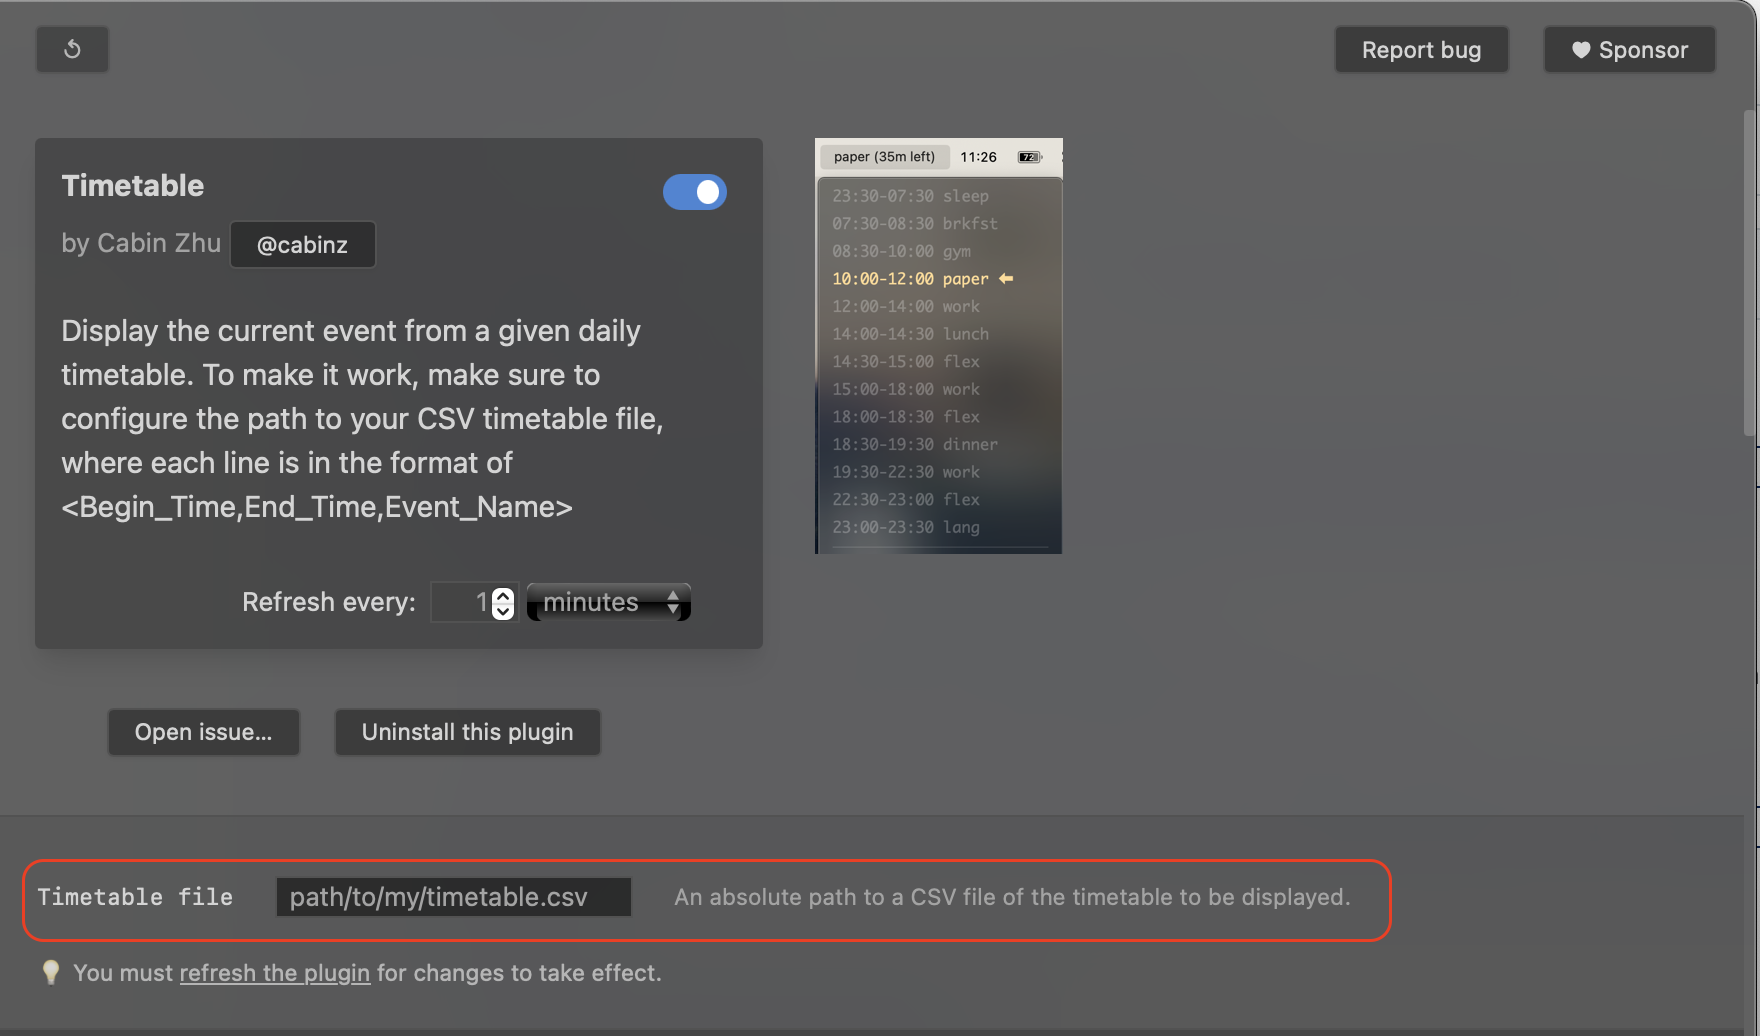 Report bug
Sponsor
Timetable
by Cabin Zhu @cabinz
Display the current event from a given daily
timetable. To make it work, make sure to
configure the path to your CSV timetable file,
where each line is in the format of
<Begin_Time,End_Time,Event_Name>
Refresh every: 1 minutes
paper (35m left) 11:26 72
23:30-07:30 sleep
07:30-08:30 brkfst
08:30-10:00 gym
10:00-12:00 paper ⬅
12:00-14:00 work
14:00-14:30 lunch
14:30-15:00 flex
15:00-18:00 work
18:00-18:30 flex
18:30-19:30 dinner
19:30-22:30 work
22:30-23:00 flex
23:00-23:30 lang
Open issue...
Uninstall this plugin
Timetable file path/to/my/timetable.csv An absolute path to a CSV file of the timetable to be displayed.
💡 You must refresh the plugin for changes to take effect.